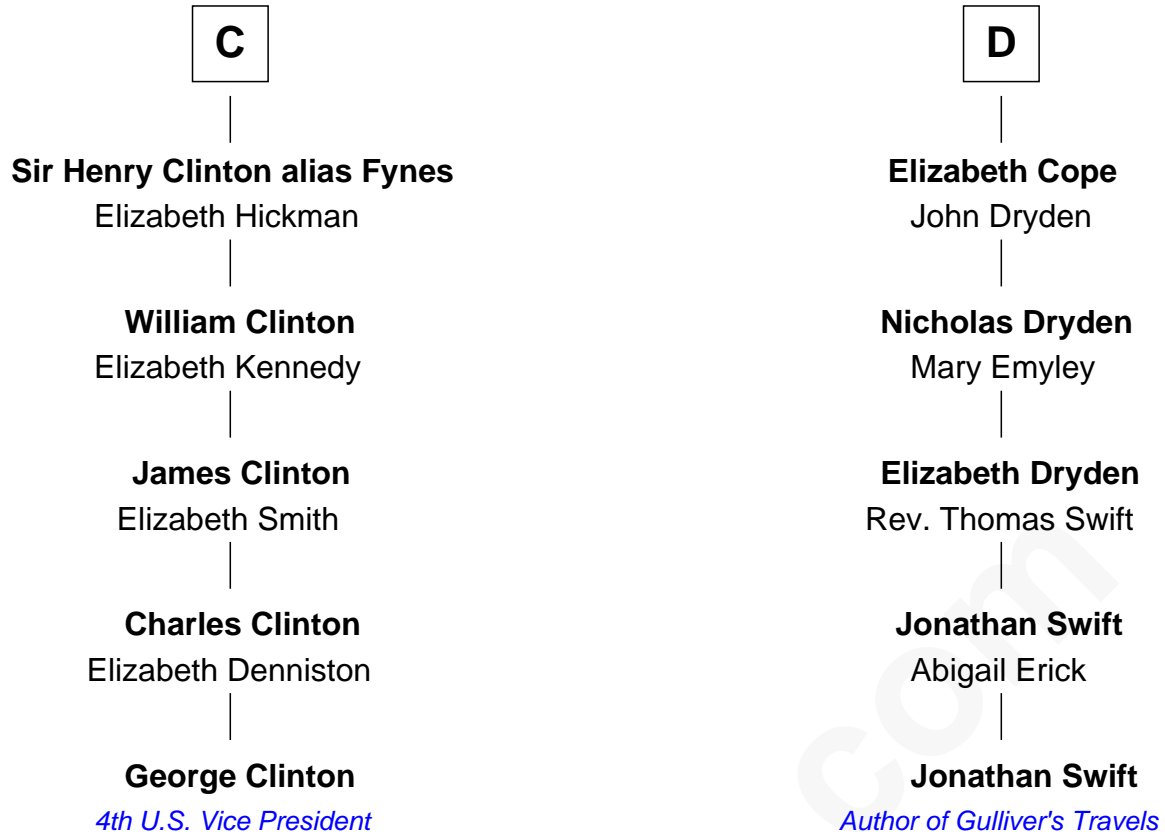 C
Sir Henry Clinton alias Fynes
Elizabeth Hickman
William Clinton
Elizabeth Kennedy
James Clinton
Elizabeth Smith
Charles Clinton
Elizabeth Denniston
George Clinton
4th U.S. Vice President
D
Elizabeth Cope
John Dryden
Nicholas Dryden
Mary Emyley
Elizabeth Dryden
Rev. Thomas Swift
Jonathan Swift
Abigail Erick
Jonathan Swift
Author of Gulliver's Travels
com